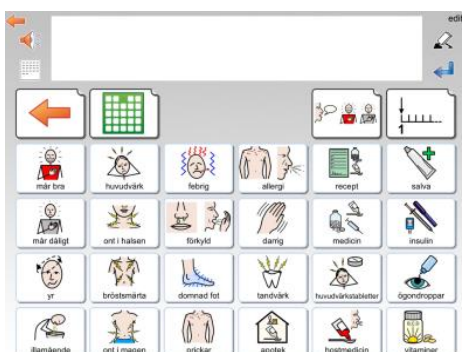 edit
1
mår bra huvudvärk febrig allergi recept salva
mår dåligt ont i halsen förkyld darrig medicin insulin
yr bröstsmärta domnad fot tandvärk huvudvärkstabletter ögondroppar
illamående ont i magen prickar apotek hostmedicin vitaminer